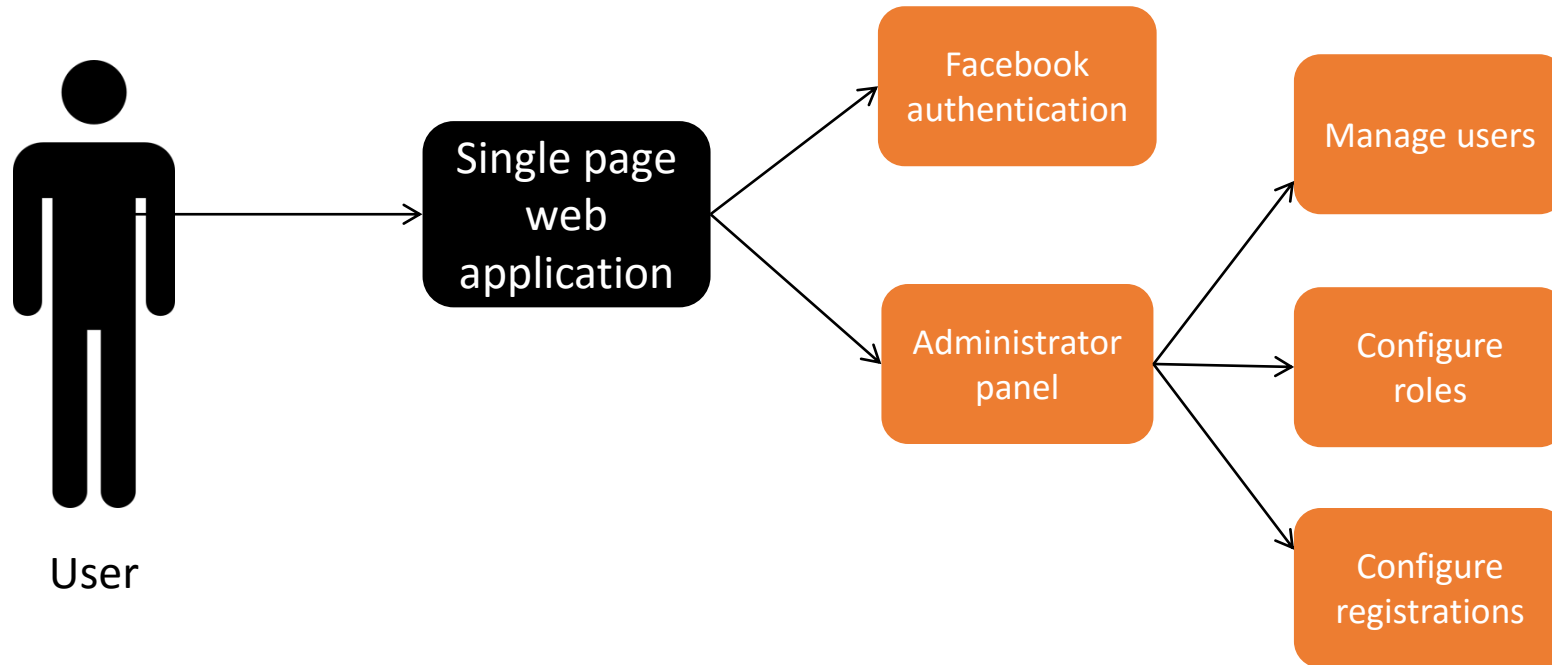 User
Single page
web
application
Facebook
authentication
Administrator
panel
Manage users
Configure
roles
Configure
registrations